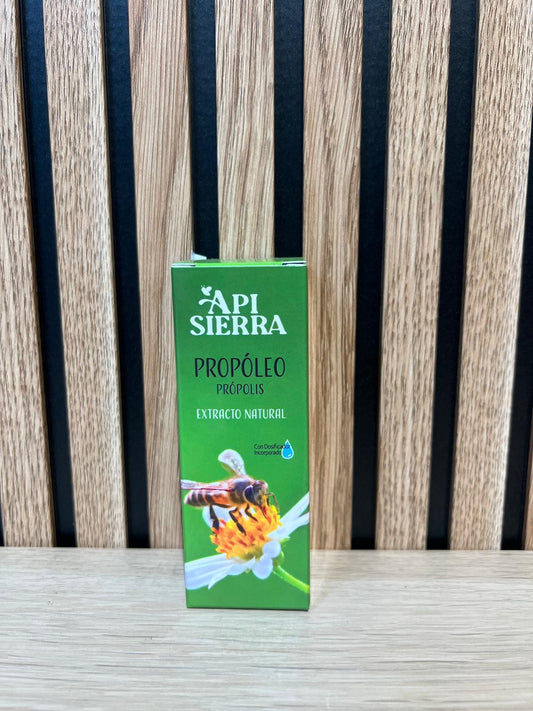 API
SIERRA
PROPÓLEO
PRÓPOLIS
EXTRACTO NATURAL
Con Dosificador
Incorporado